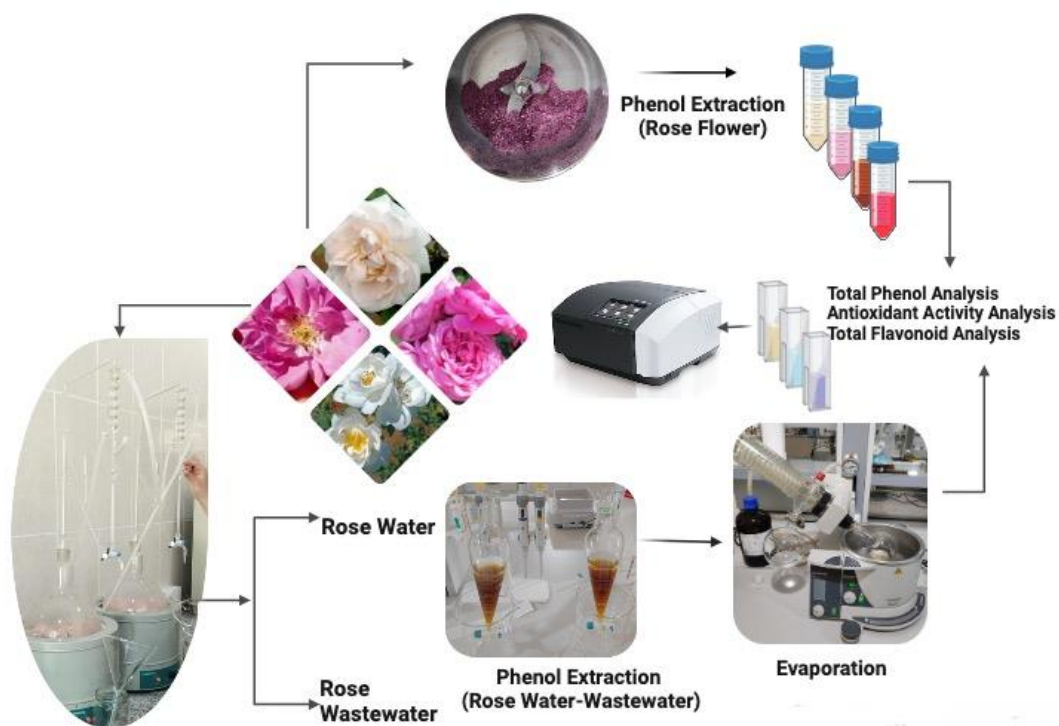 Phenol Extraction
(Rose Flower)
Total Phenol Analysis
Antioxidant Activity Analysis
Total Flavonoid Analysis
Rose Water
Rose
Wastewater
Phenol Extraction
(Rose Water-Wastewater)
Evaporation